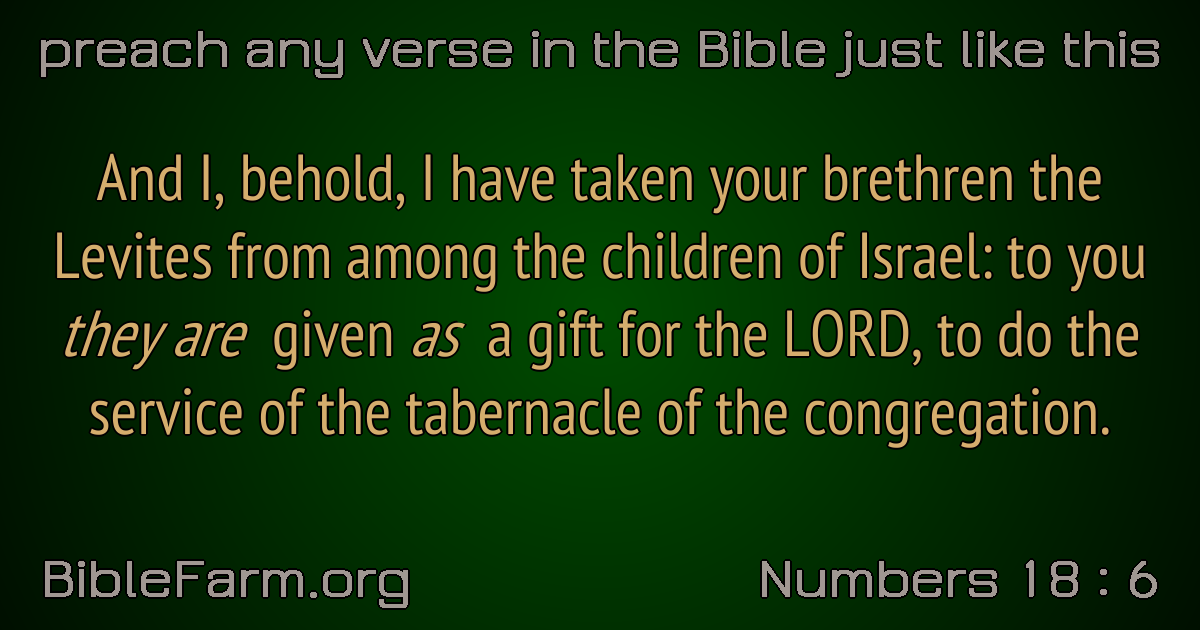 preach any verse in the Bible just like this
And I, behold, I have taken your brethren the
Levites from among the children of Israel: to you
they are given as a gift for the LORD, to do the
service of the tabernacle of the congregation.
BibleFarm.org
Numbers 18 : 6